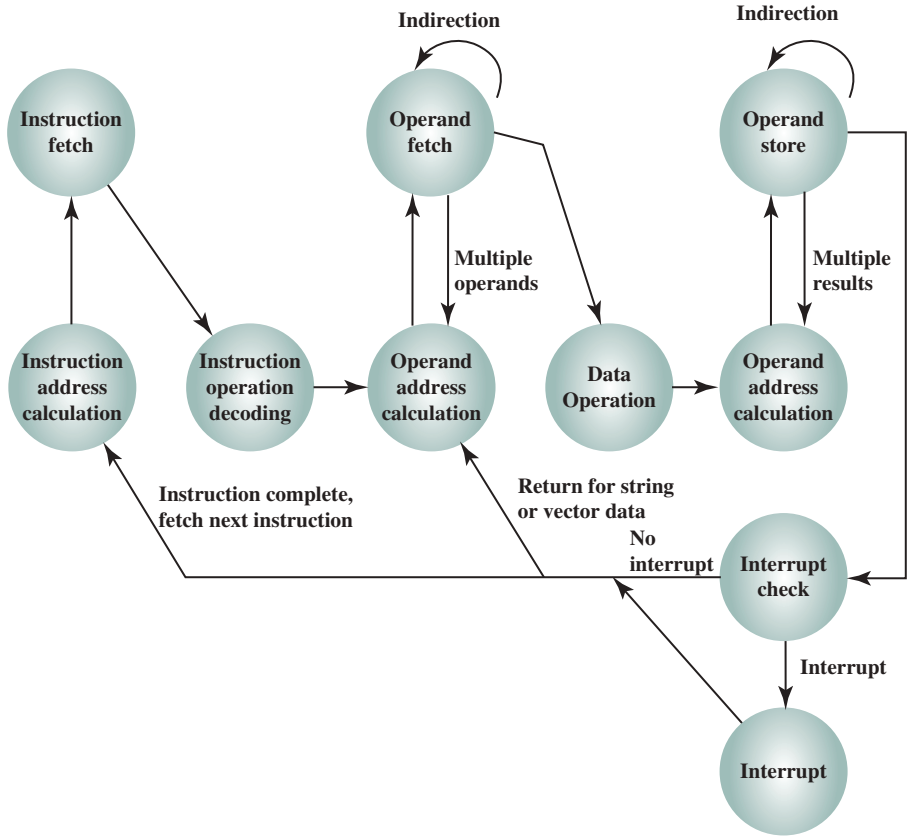 Indirection
Indirection
Instruction
fetch
Operand
fetch
Operand
store
Multiple
operands
Multiple
results
Instruction
address
calculation
Instruction
operation
decoding
Operand
address
calculation
Data
Operation
Operand
address
calculation
Instruction complete,
fetch next instruction
Return for string
or vector data
No
interrupt
Interrupt
check
Interrupt
Interrupt